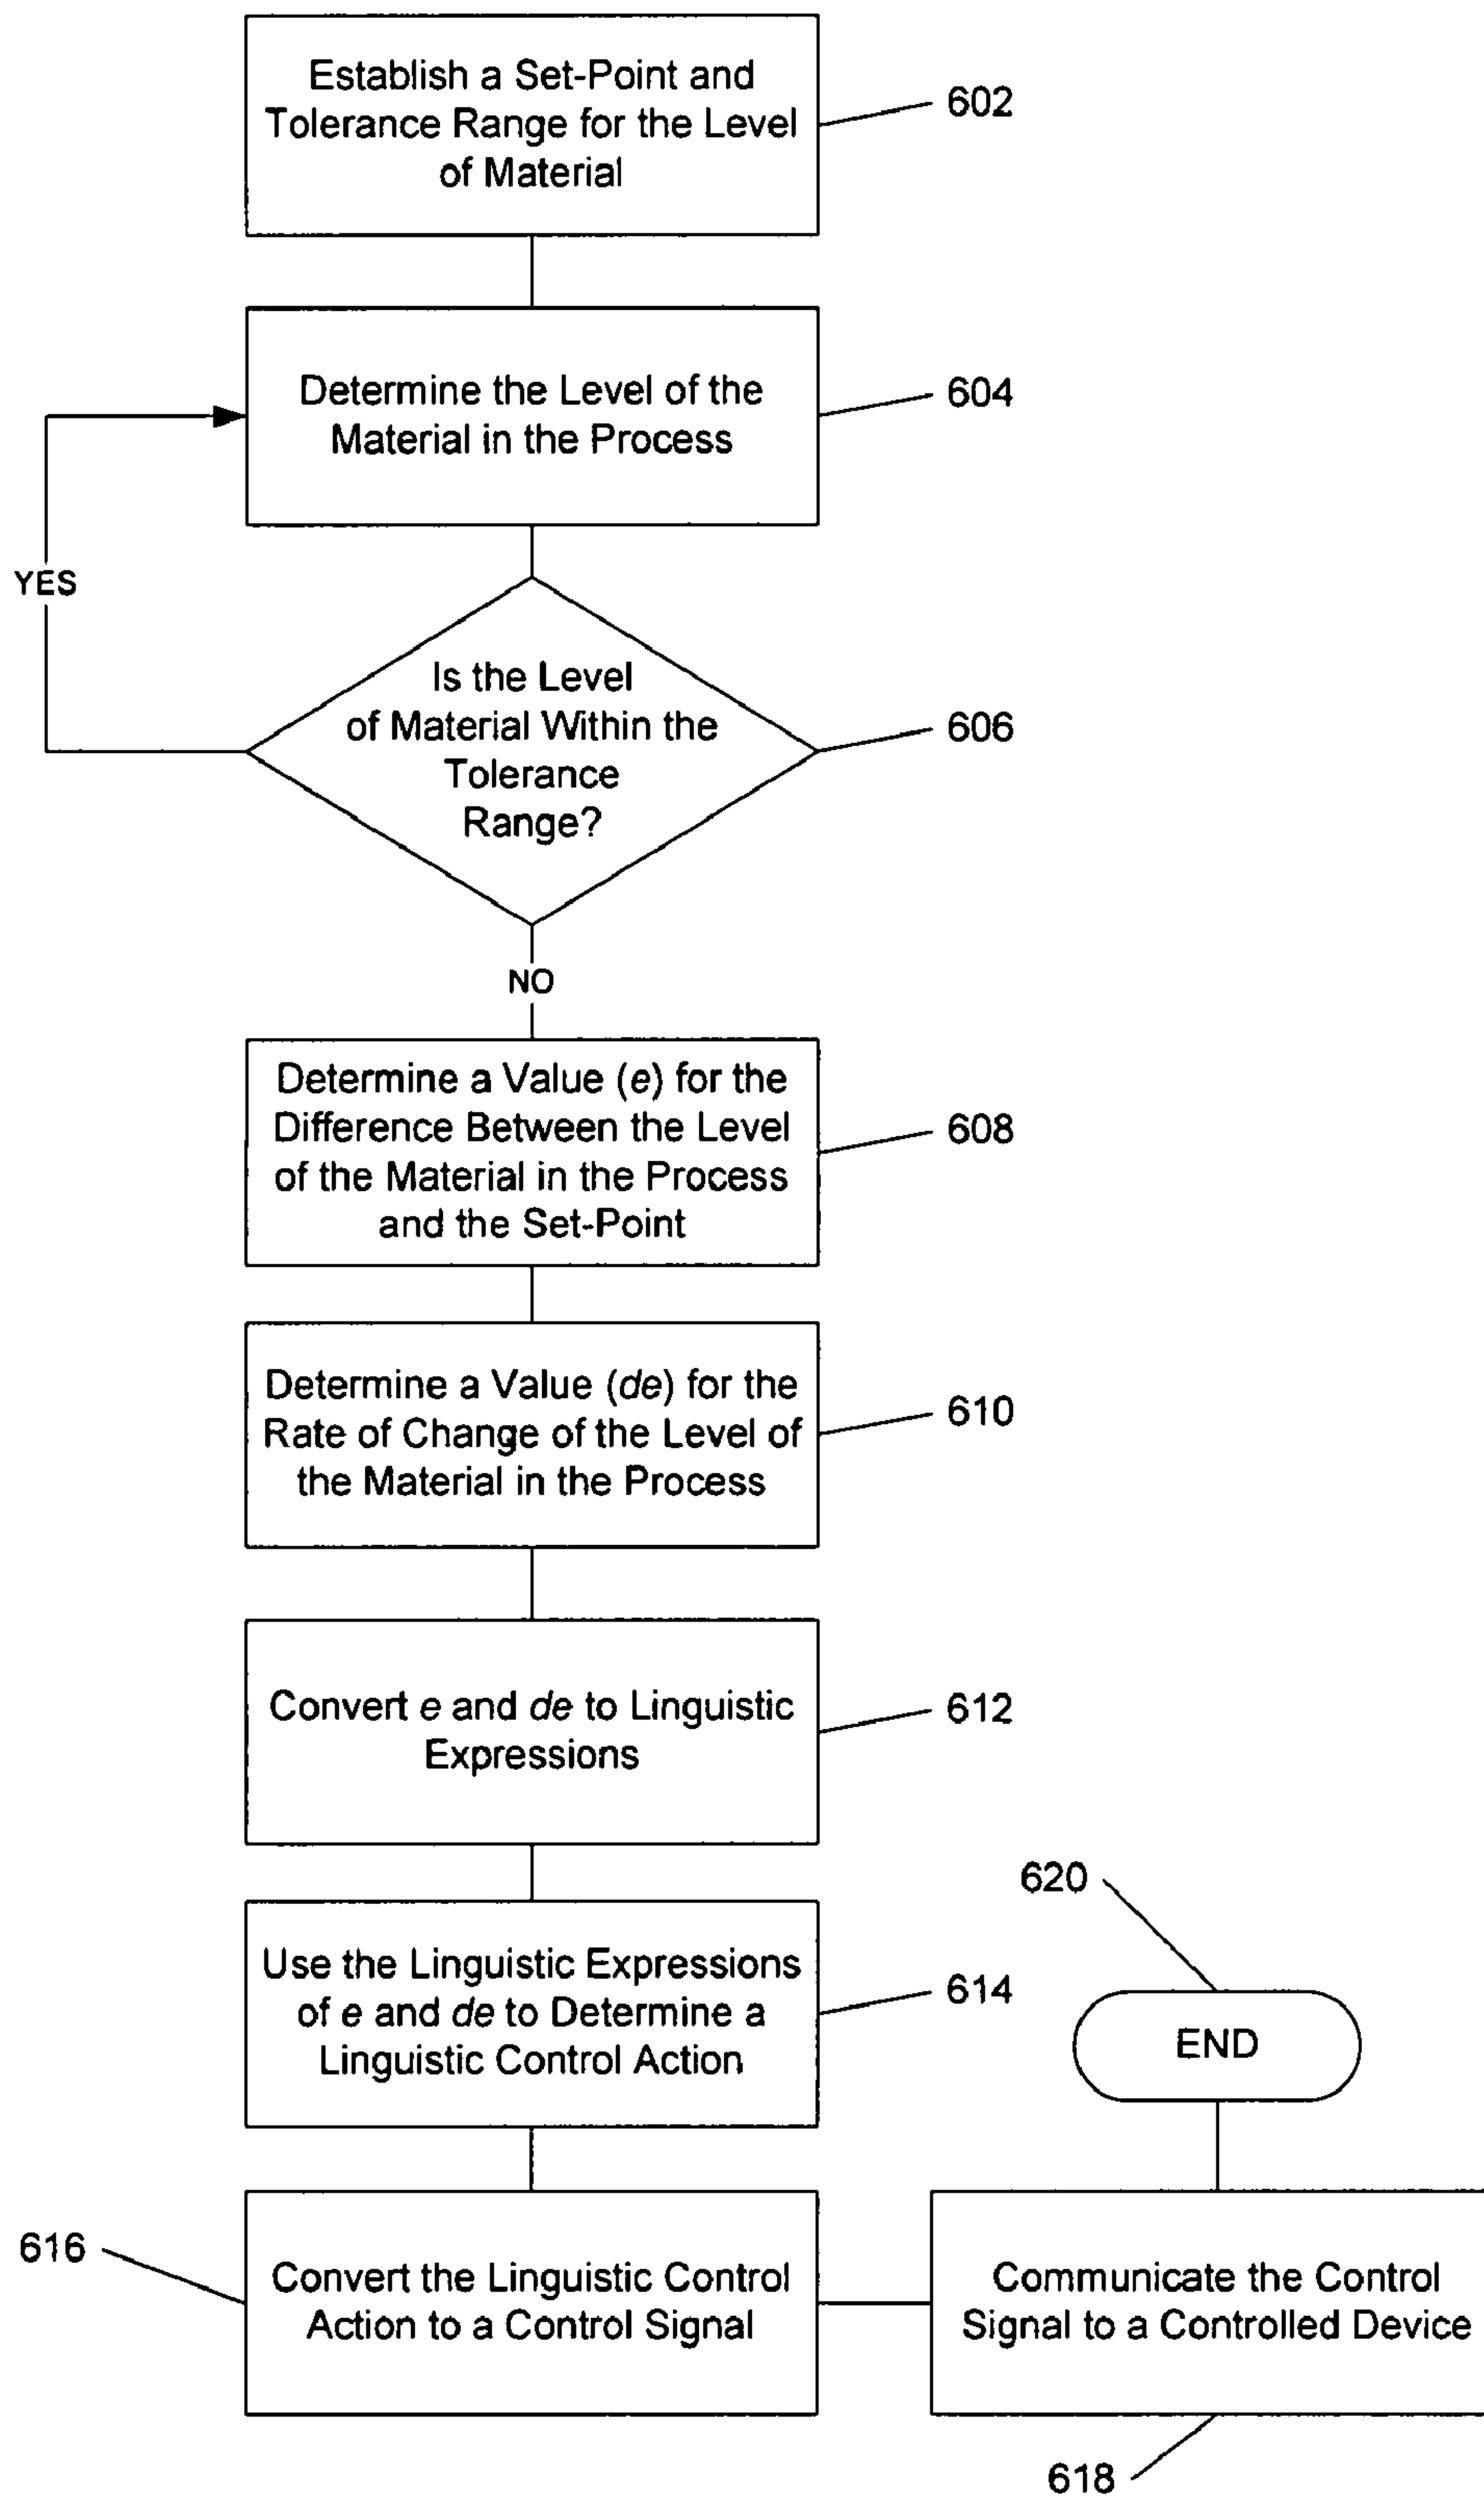 Establish a Set-Point and
Tolerance Range for the Level
of Material
602
Determine the Level of the
Material in the Process
604
YES
Is the Level
of Material Within the
Tolerance
Range?
606
NO
Determine a Value (e) for the
Difference Between the Level
of the Material in the Process
and the Set-Point
608
Determine a Value (de) for the
Rate of Change of the Level of
the Material in the Process
610
Convert e and de to Linguistic
Expressions
612
Use the Linguistic Expressions
of e and de to Determine a
Linguistic Control Action
614
620
END
616
Convert the Linguistic Control
Action to a Control Signal
Communicate the Control
Signal to a Controlled Device
618